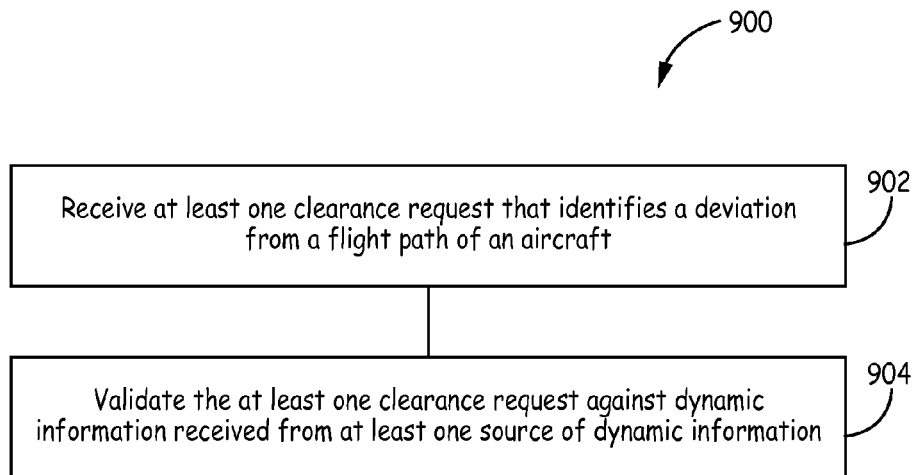 900
902
Receive at least one clearance request that identifies a deviation
from a flight path of an aircraft
904
Validate the at least one clearance request against dynamic
information received from at least one source of dynamic information